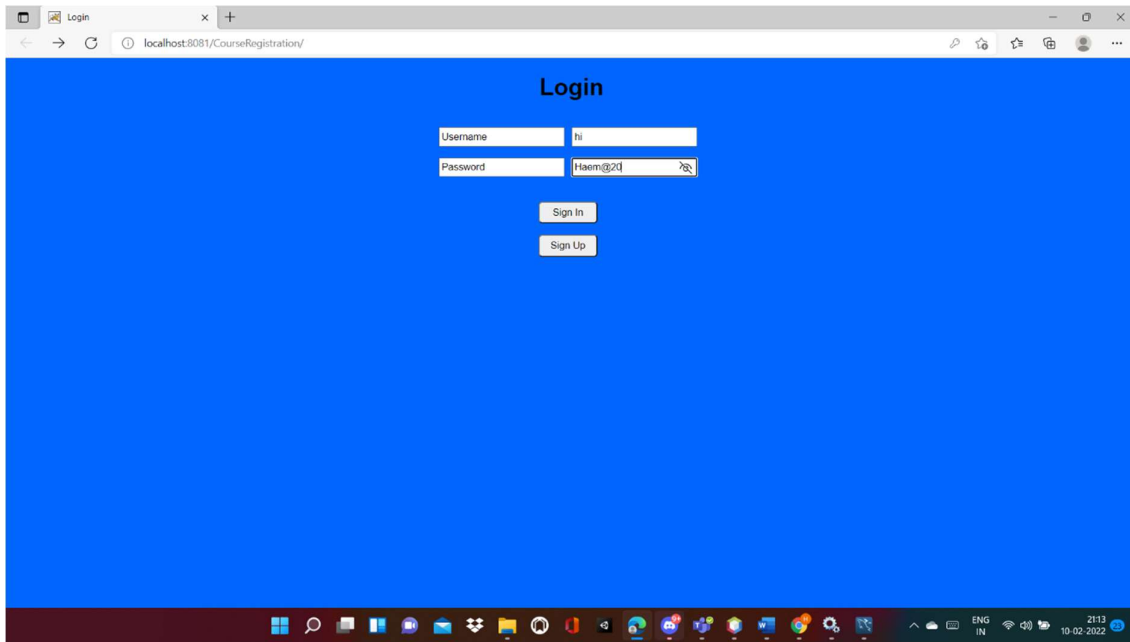 Login
localhost:8081/CourseRegistration/
Login
Username hi
Password Haem@20
Sign In
Sign Up
ENG 21:13
IN 10-02-2022